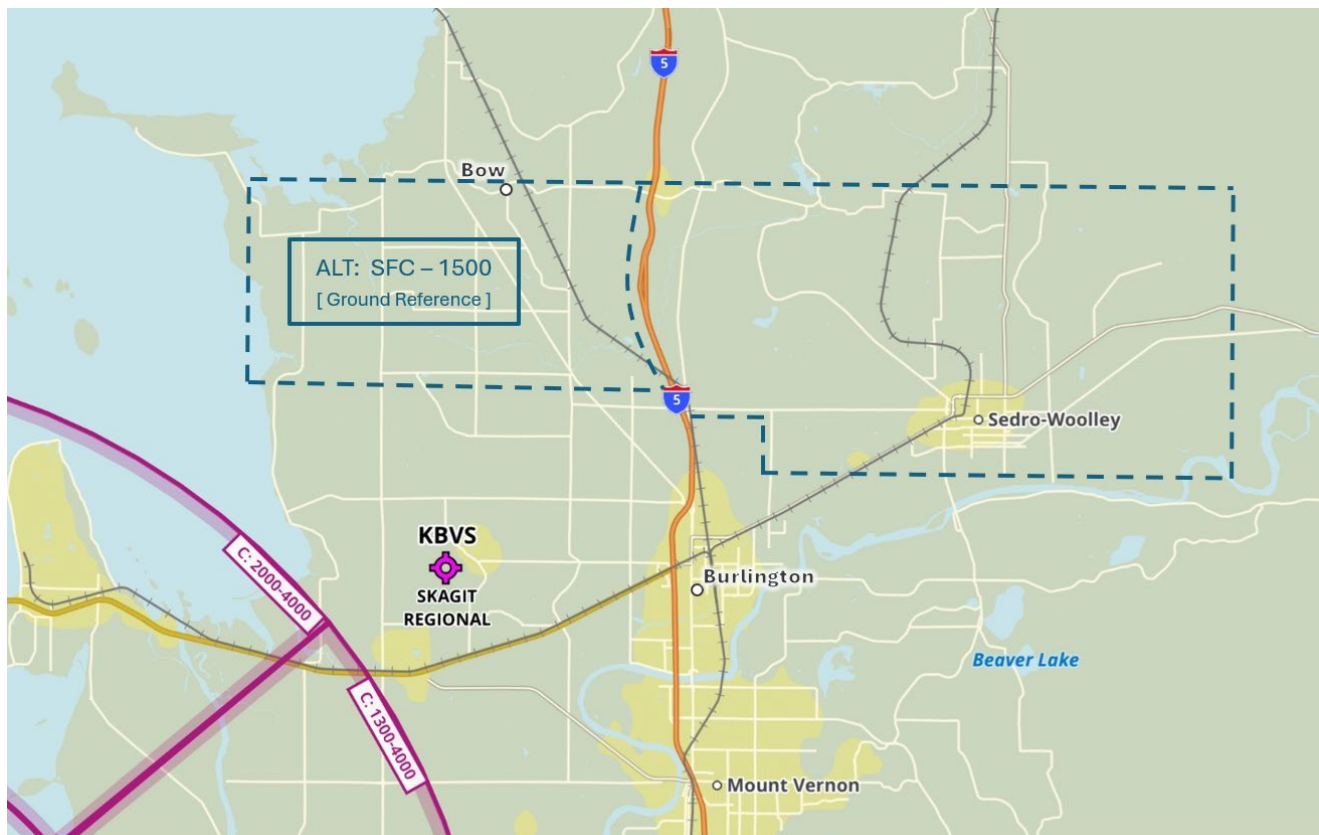 5
Bow
ALT: SFC – 1500
[ Ground Reference ]
5
Sedro-Woolley
KBVS
SKAGIT
REGIONAL
C: 2000-4000
Burlington
Beaver Lake
C: 1300-4000
Mount Vernon